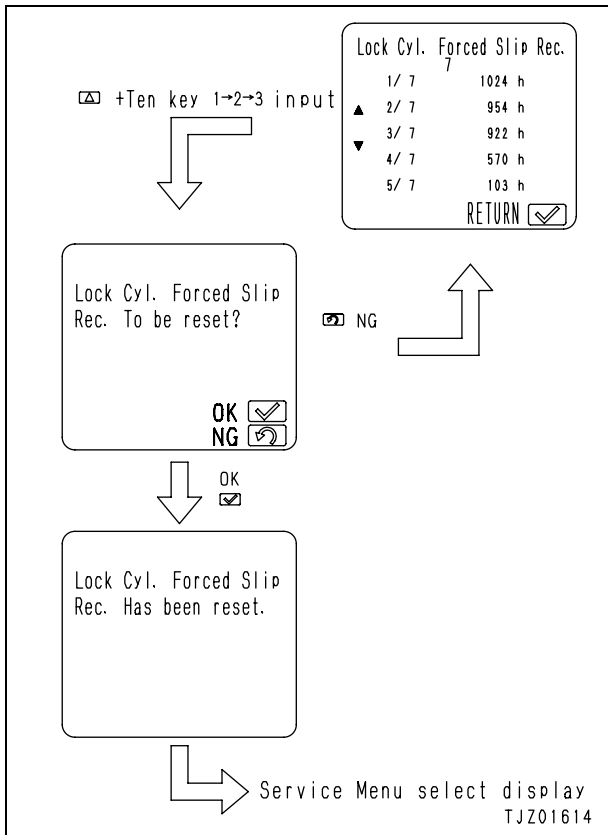 Lock Cyl. Forced Slip Rec.
7
1/ 7 1024 h
▲ 2/ 7 954 h
3/ 7 922 h
▼ 4/ 7 570 h
5/ 7 103 h
RETURN
+Ten key 1→2→3 input
Lock Cyl. Forced Slip
Rec. To be reset?
OK
NG
NG
OK
Lock Cyl. Forced Slip
Rec. Has been reset.
Service Menu select display
TJZ01614